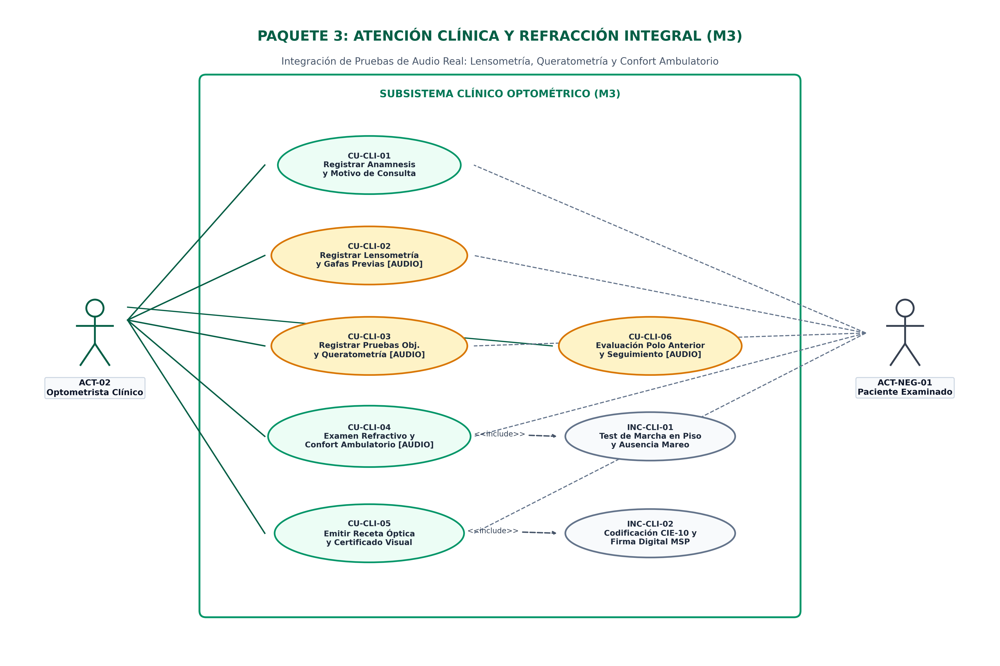 PAQUETE 3: ATENCIÓN CLÍNICA Y REFRACCIÓN INTEGRAL (M3)
Integración de Pruebas de Audio Real: Lensometría, Queratometría y Confort Ambulatorio
SUBSISTEMA CLÍNICO OPTOMÉTRICO (M3)
CU-CLI-01
Registrar Anamnesis
y Motivo de Consulta
CU-CLI-02
Registrar Lensometría
y Gafas Previas [AUDIO]
CU-CLI-03
Registrar Pruebas Obj.
y Queratometría [AUDIO]
CU-CLI-06
Evaluación Polo Anterior
y Seguimiento [AUDIO]
ACT-02
Optometrista Clínico
ACT-NEG-01
Paciente Examinado
CU-CLI-04
Examen Refractivo y
Confort Ambulatorio [AUDIO]
<<include>>
INC-CLI-01
Test de Marcha en Piso
y Ausencia Mareo
CU-CLI-05
Emitir Receta Óptica
y Certificado Visual
<<include>>
INC-CLI-02
Codificación CIE-10 y
Firma Digital MSP